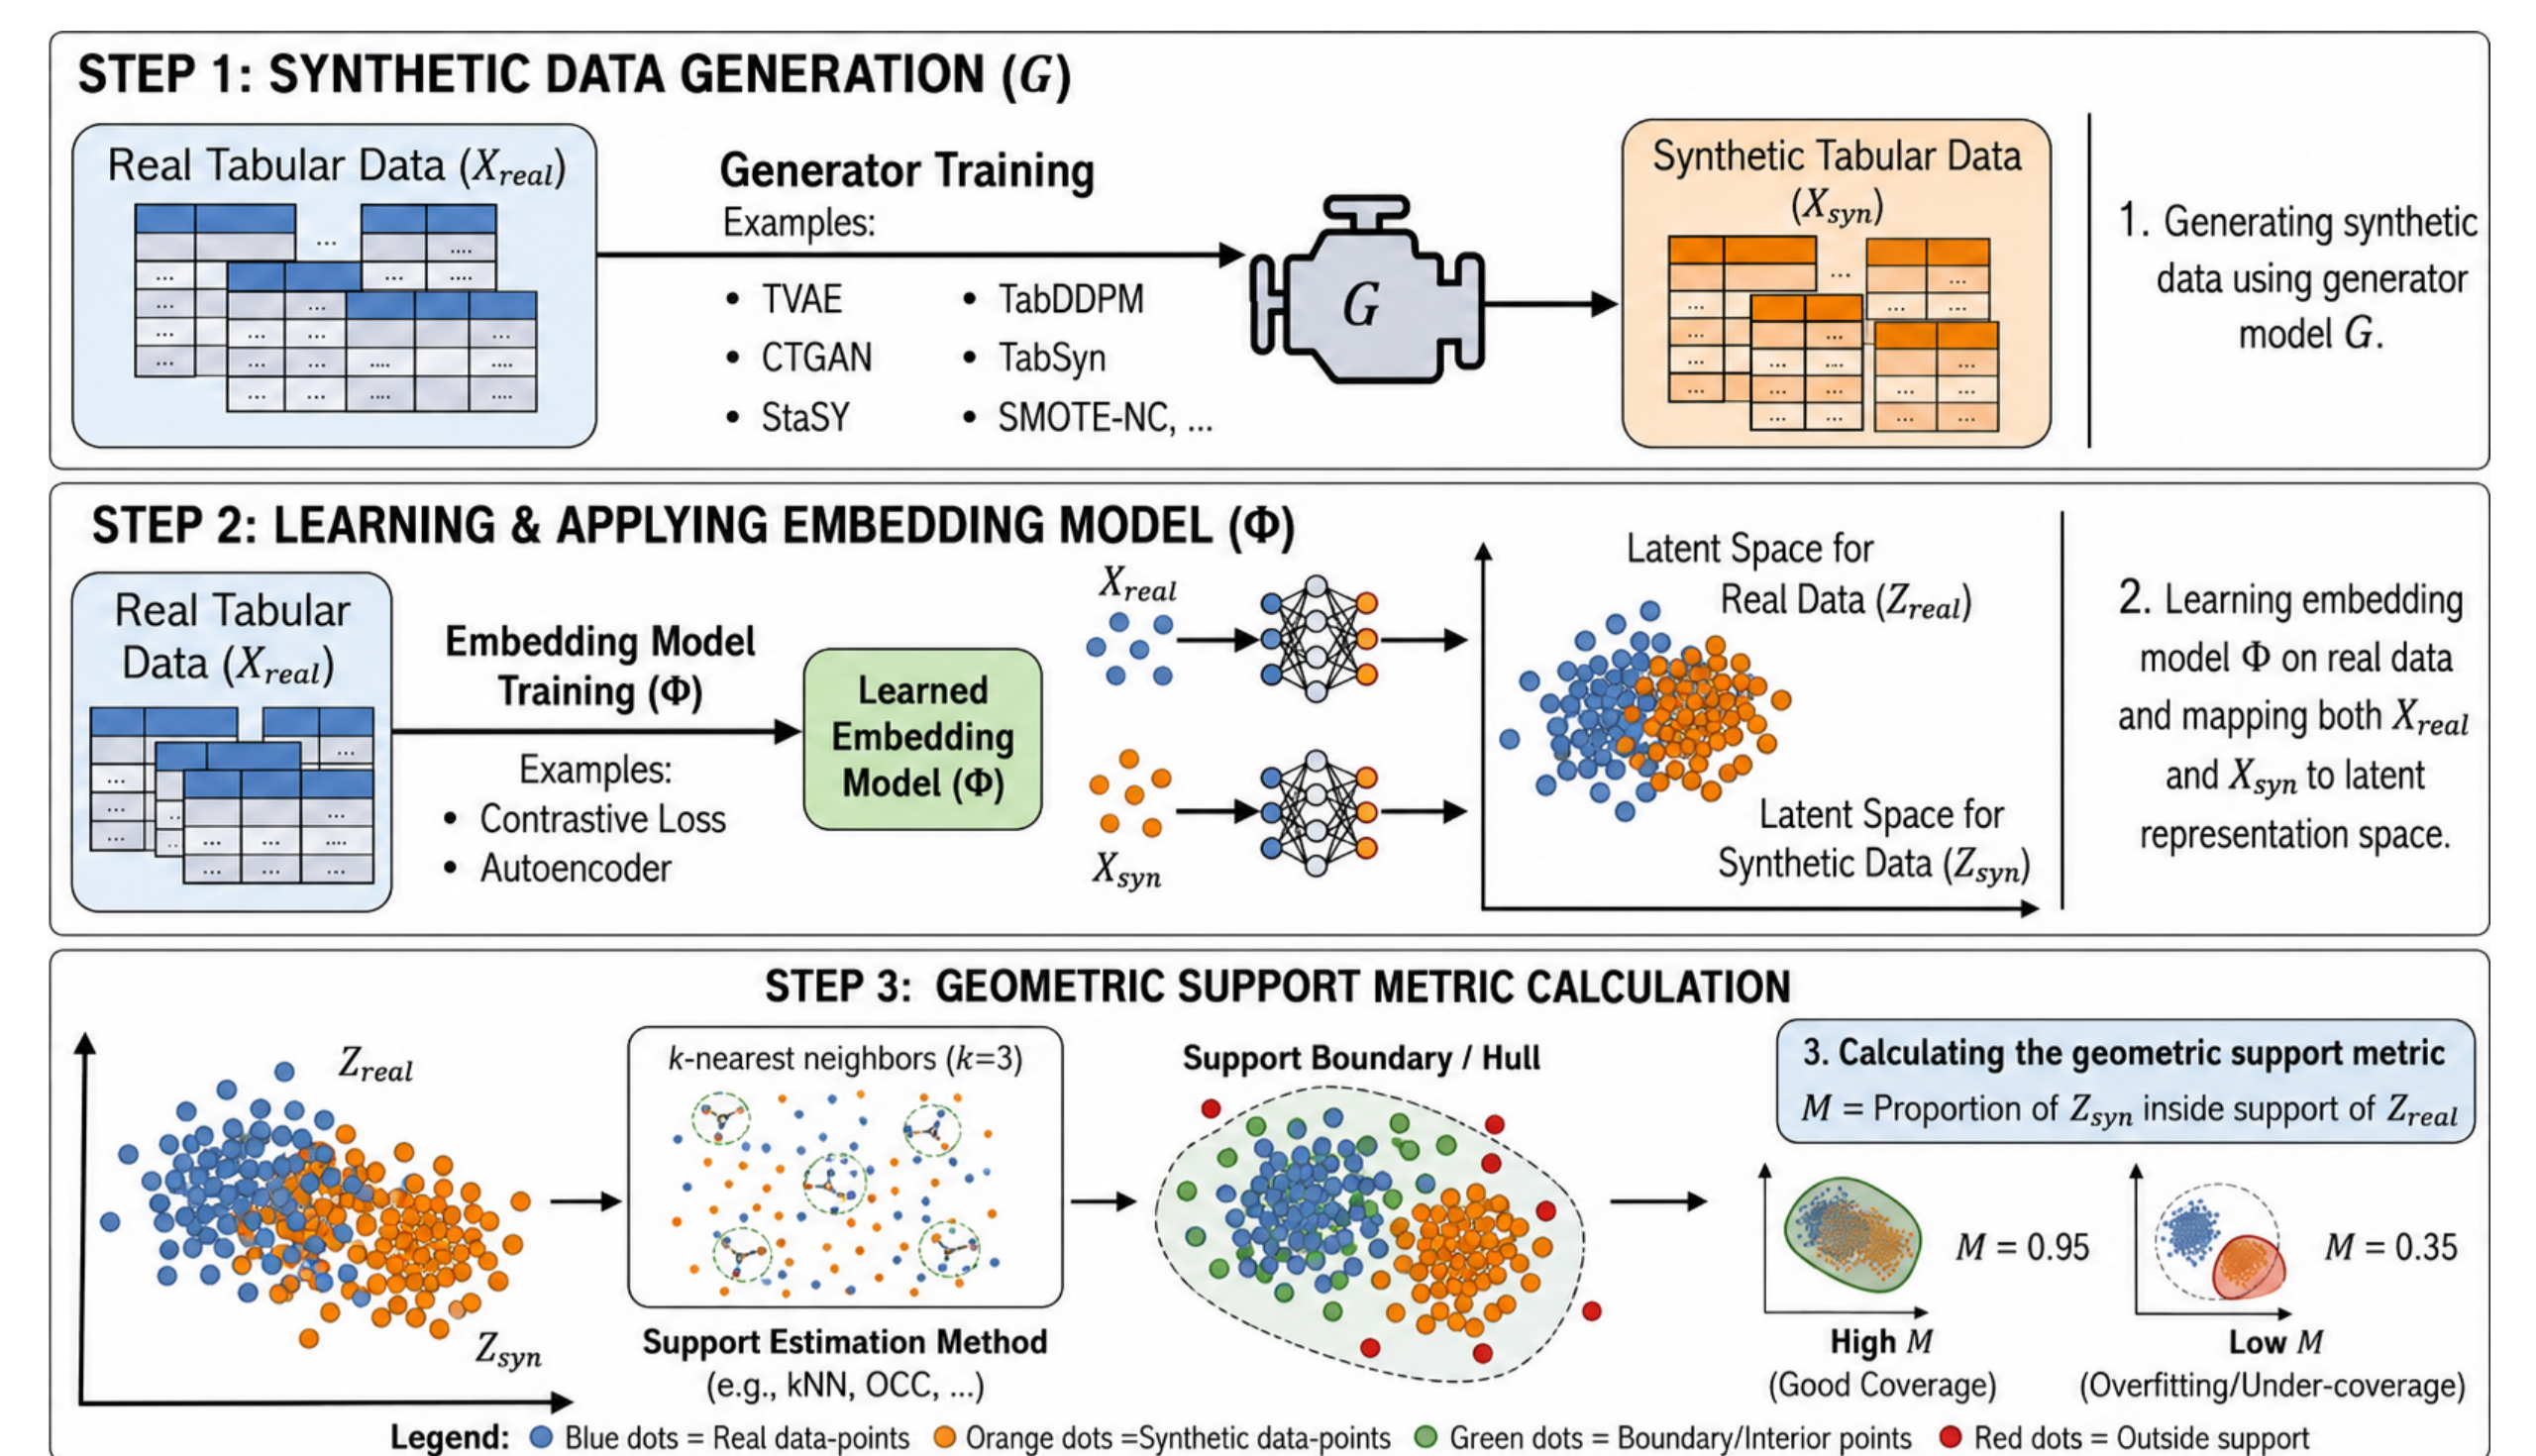 STEP 1: SYNTHETIC DATA GENERATION (G)
Real Tabular Data (X_real)
Generator Training
Examples:
• TVAE
• CTGAN
• StaSY
• TabDDPM
• TabSyn
• SMOTE-NC, ...
G
Synthetic Tabular Data
(X_syn)
1. Generating synthetic
data using generator
model G.
STEP 2: LEARNING & APPLYING EMBEDDING MODEL (Φ)
Real Tabular
Data (X_real)
Embedding Model
Training (Φ)
Examples:
• Contrastive Loss
• Autoencoder
Learned
Embedding
Model (Φ)
X_real
X_syn
Latent Space for
Real Data (Z_real)
Latent Space for
Synthetic Data (Z_syn)
2. Learning embedding
model Φ on real data
and mapping both X_real
and X_syn to latent
representation space.
STEP 3: GEOMETRIC SUPPORT METRIC CALCULATION
Z_real
Z_syn
k-nearest neighbors (k=3)
Support Estimation Method
(e.g., kNN, OCC, ...)
Support Boundary / Hull
3. Calculating the geometric support metric
M = Proportion of Z_syn inside support of Z_real
M = 0.95
High M
(Good Coverage)
M = 0.35
Low M
(Overfitting/Under-coverage)
Legend: Blue dots = Real data-points Orange dots =Synthetic data-points Green dots = Boundary/Interior points Red dots = Outside support